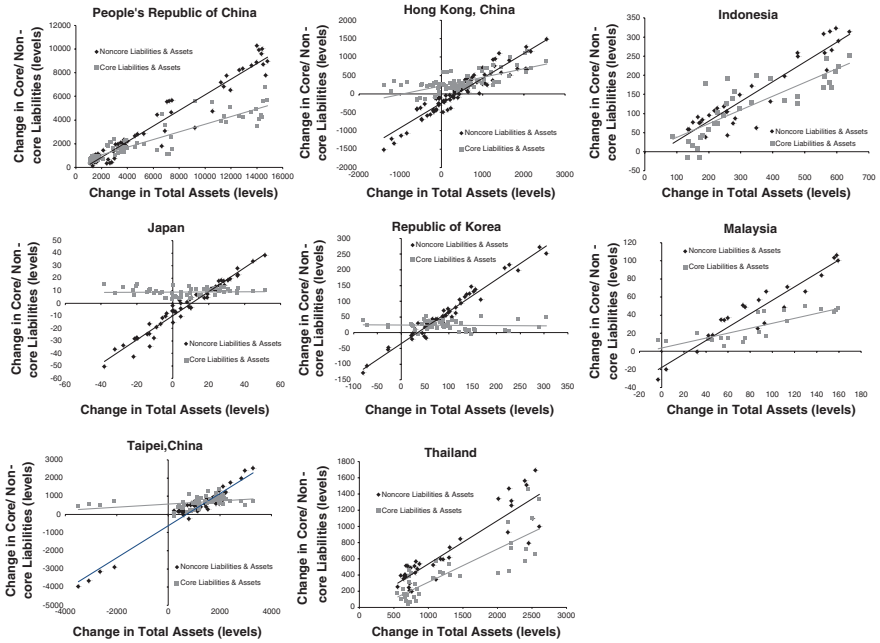 People's Republic of China
Change in Core/ Non -
core Liabilities (levels)
12000
10000
8000
6000
4000
2000
0
Noncore Liabilities & Assets
Core Liabilities & Assets
0 2000 4000 6000 8000 10000 12000 14000 16000
Change in Total Assets (levels)
Hong Kong, China
Change in Core/ Non -
core Liabilities (levels)
2000
1500
1000
500
0
-500
-1000
-1500
-2000
Noncore Liabilities & Assets
Core Liabilities & Assets
-2000 -1000 0 1000 2000 3000
Change in Total Assets (levels)
Indonesia
Change in Core/ Non -
core Liabilities (levels)
350
300
250
200
150
100
50
0
-50
Noncore Liabilities & Assets
Core Liabilities & Assets
0 100 200 300 400 500 600 700
Change in Total Assets (levels)
Japan
Change in Core/ Non -
core Liabilities (levels)
50
40
30
20
10
0
-10
-20
-30
-40
-50
-60
Noncore Liabilities & Assets
Core Liabilities & Assets
-60 -40 -20 0 20 40 60
Change in Total Assets (levels)
Republic of Korea
Change in Core/ Non -
core Liabilities (levels)
300
250
200
150
100
50
0
-50
-100
-150
Noncore Liabilities & Assets
Core Liabilities & Assets
-100 -50 0 50 100 150 200 250 300 350
Change in Total Assets (levels)
Malaysia
Change in Core/ Non -
core Liabilities (levels)
120
100
80
60
40
20
0
-20
-40
Noncore Liabilities & Assets
Core Liabilities & Assets
-20 0 20 40 60 80 100 120 140 160 180
Change in Total Assets (levels)
Taipei,China
Change in Core/ Non -
core Liabilities (levels)
3000
2000
1000
0
-1000
-2000
-3000
-4000
-5000
Noncore Liabilities & Assets
Core Liabilities & Assets
-4000 -2000 0 2000 4000
Change in Total Assets (levels)
Thailand
Change in Core/ Non -
core Liabilities (levels)
1800
1600
1400
1200
1000
800
600
400
200
0
Noncore Liabilities & Assets
Core Liabilities & Assets
0 500 1000 1500 2000 2500 3000
Change in Total Assets (levels)